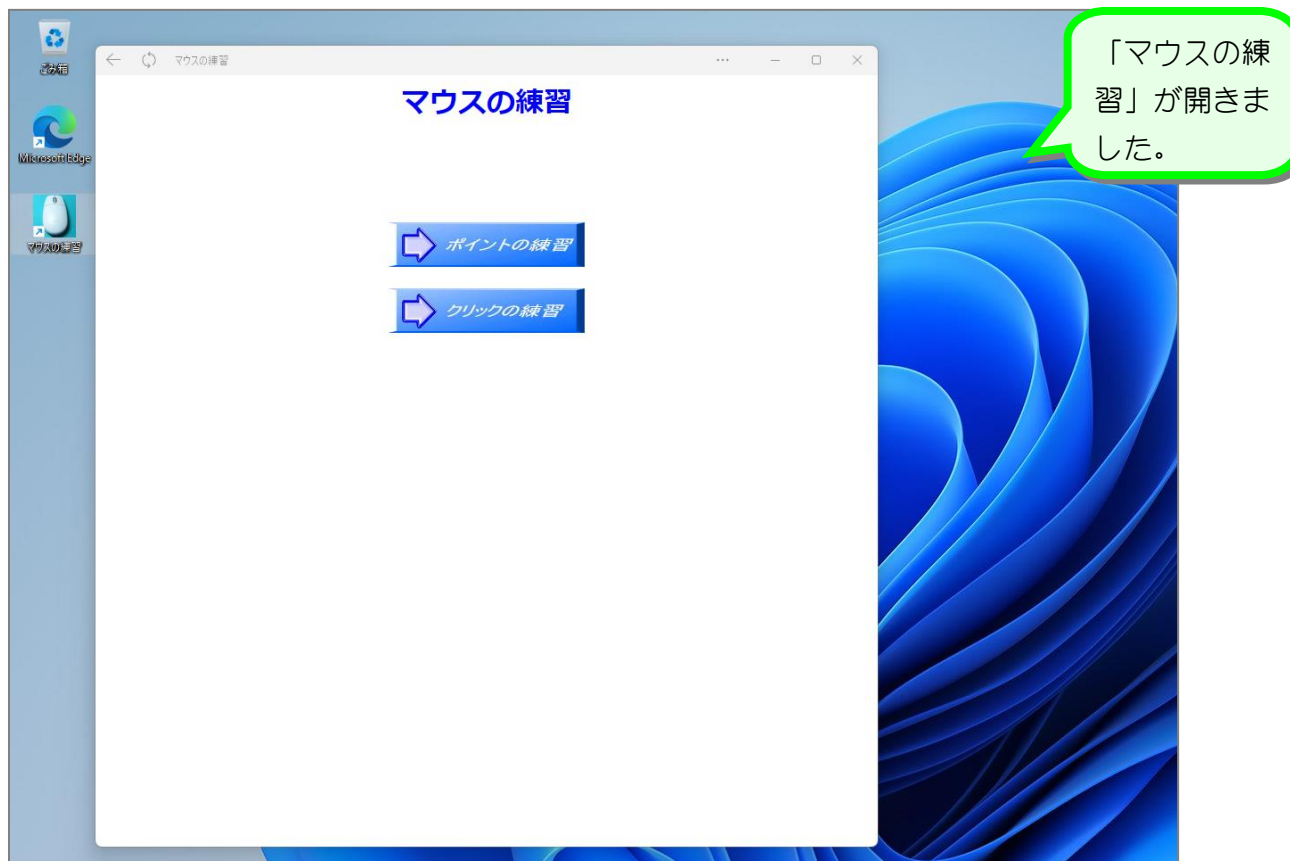 ごみ箱
Microsoft Edge
マウスの練習
マウスの練習
マウスの練習
ポイントの練習
クリックの練習
「マウスの練
習」が開きま
した。